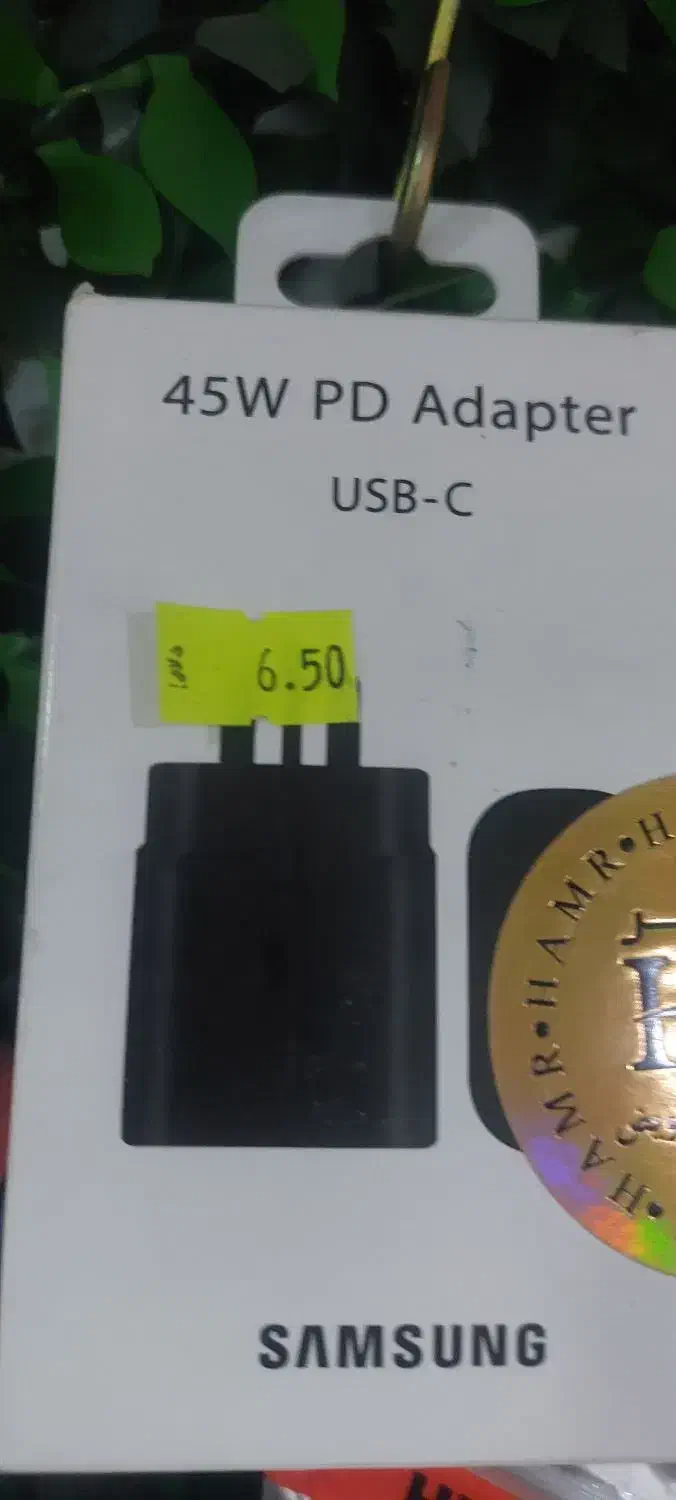 45W PD Adapter
USB-C
6.50
HAMR•HAMR•H
SAMSUNG